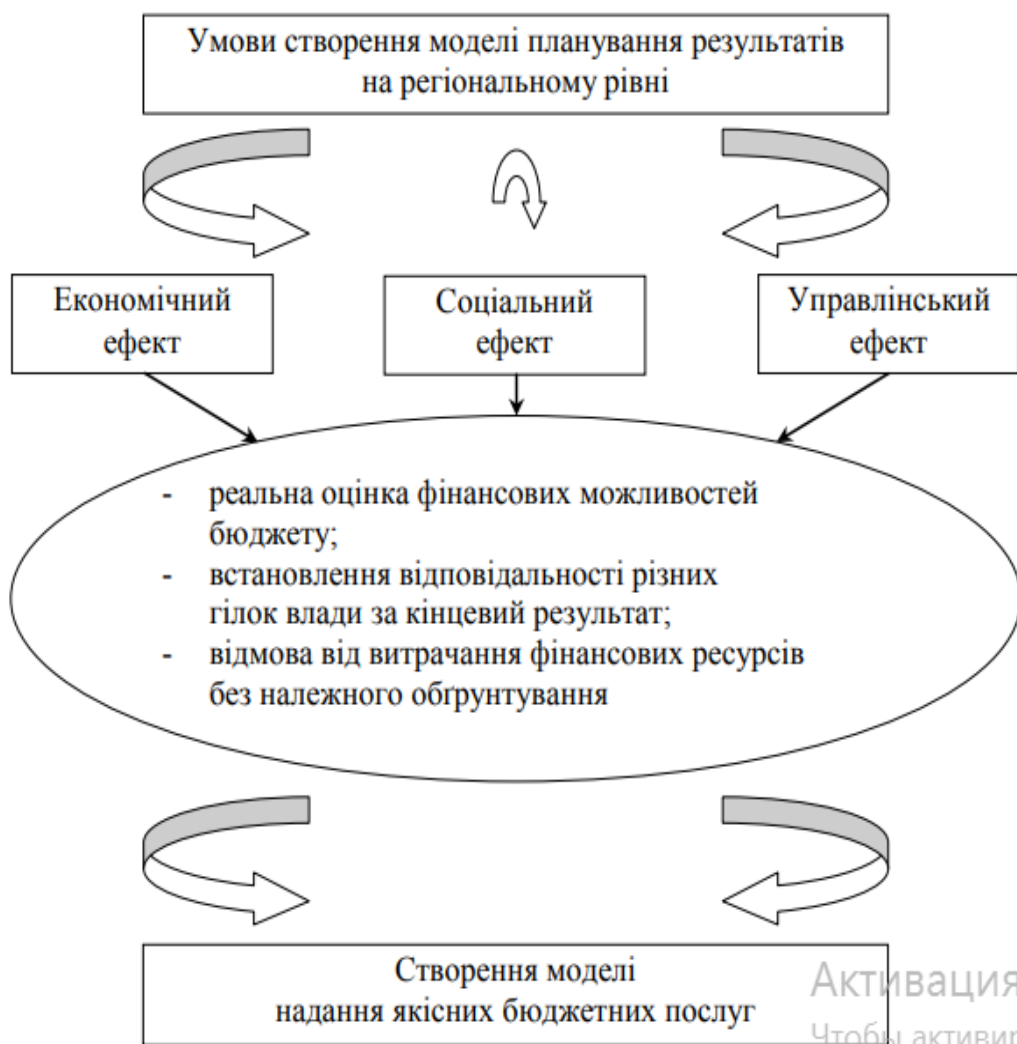 Умови створення моделі планування результатів
на регіональному рівні
Економічний
ефект
Соціальний
ефект
Управлінський
ефект
- реальна оцінка фінансових можливостей
бюджету;
- встановлення відповідальності різних
гілок влади за кінцевий результат;
- відмова від витрачання фінансових ресурсів
без належного обґрунтування
Створення моделі
надання якісних бюджетних послуг
Активация
Чтобы активир